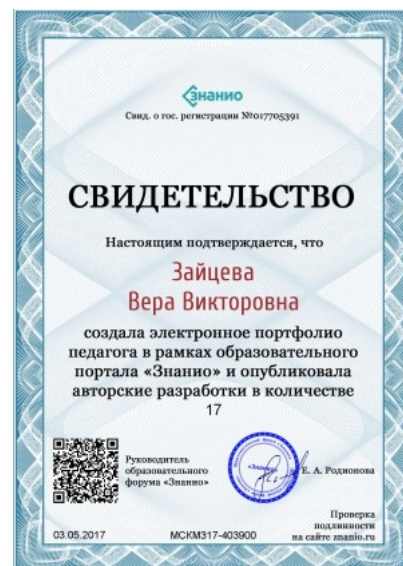 Знанио
Свид. о гос. регистрации №017705391
СВИДЕТЕЛЬСТВО
Настоящим подтверждается, что
Зайцева
Вера Викторовна
создала электронное портфолио
педагога в рамках образовательного
портала «Знанио» и опубликовала
авторские разработки в количестве
17
Руководитель
образовательного
форума «Знанио»
«Знанио»
Е. А. Родионова
Проверка
подлинности
на сайте znanio.ru
03.05.2017
МСКМ317-403900